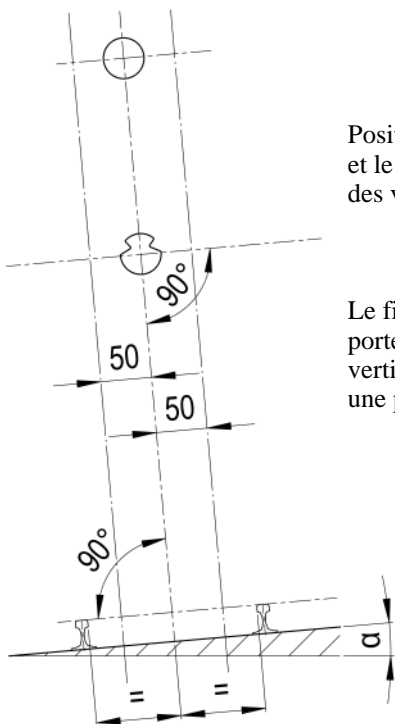 Posit
et le
des v
90°
Le fi
porte
verti
une p
50
50
90°
α
= =